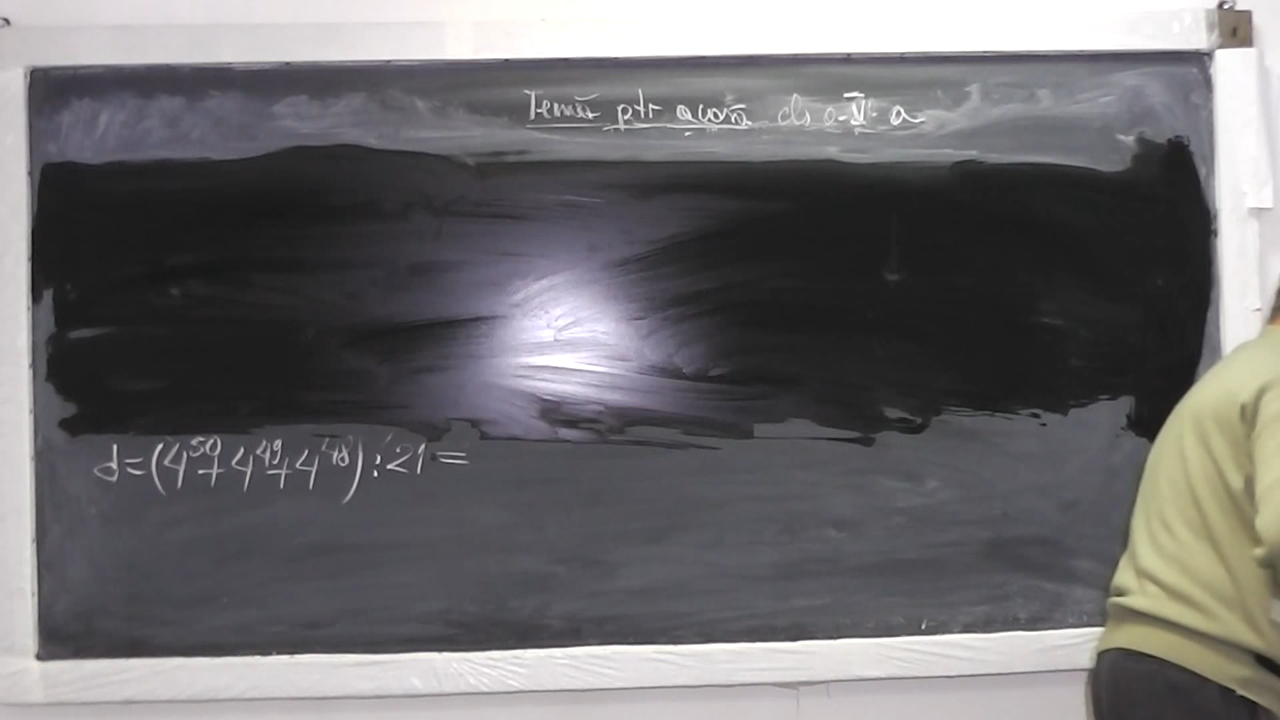 Temă ptr acasă cls a-V-a
d=(4⁵⁰+4⁴⁹+4⁴⁸):21=